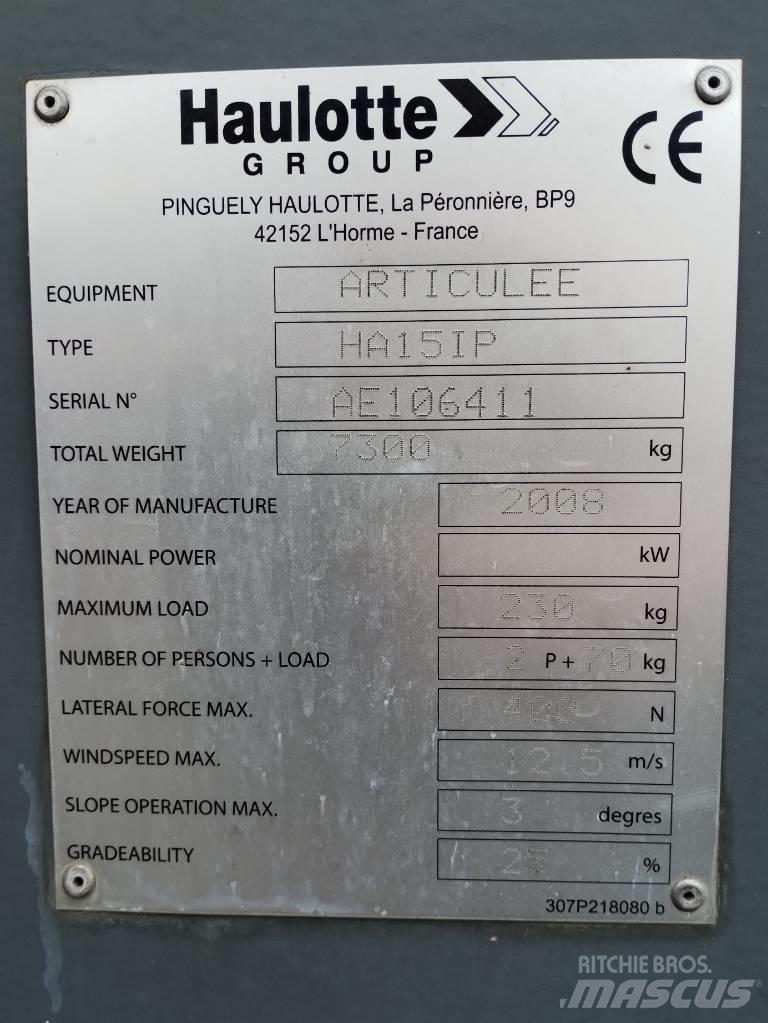 Haulotte
GROUP
CE
PINGUELY HAULOTTE, La Péronnière, BP9
42152 L'Horme - France
EQUIPMENT ARTICULEE
TYPE HA15IP
SERIAL N° AE106411
TOTAL WEIGHT 7300 kg
YEAR OF MANUFACTURE 2008
NOMINAL POWER kW
MAXIMUM LOAD 230 kg
NUMBER OF PERSONS + LOAD 2 P + 70 kg
LATERAL FORCE MAX. 400 N
WINDSPEED MAX. 12.5 m/s
SLOPE OPERATION MAX. 3 degres
GRADEABILITY 25 %
307P218080 b
RITCHIE BROS.
MASCUS